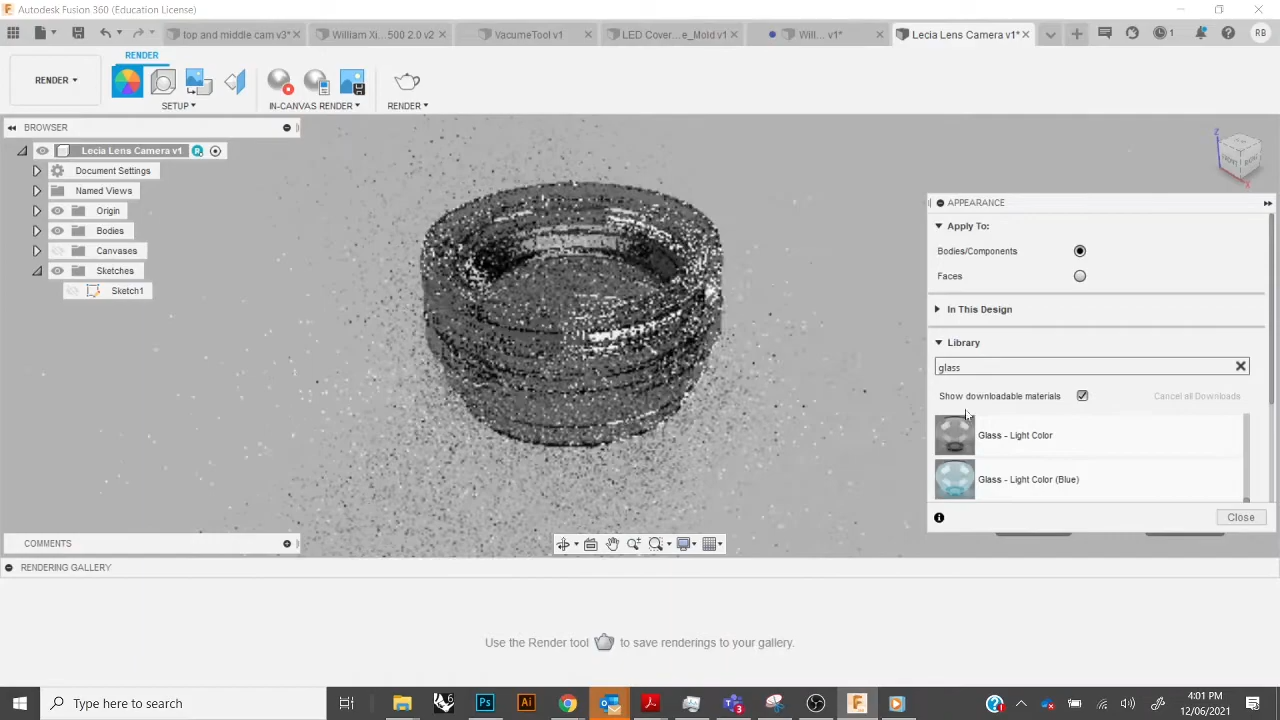 Autodesk Fusion 360 (Education License)
top and middle cam v3*
William Xi... 500 2.0 v2
VacumeTool v1
LED Cover...e_Mold v1
Will... v1*
Lecia Lens Camera v1*
1
RB
RENDER
RENDER
SETUP
IN-CANVAS RENDER
RENDER
BROWSER
Lecia Lens Camera v1
Document Settings
Named Views
Origin
Bodies
Canvases
Sketches
Sketch1
Z
X
APPEARANCE
Apply To:
Bodies/Components
Faces
In This Design
Library
glass
Show downloadable materials
Cancel all Downloads
Glass - Light Color
Glass - Light Color (Blue)
Close
COMMENTS
RENDERING GALLERY
Use the Render tool to save renderings to your gallery.
Type here to search
Ps
Ai
4:01 PM
12/06/2021